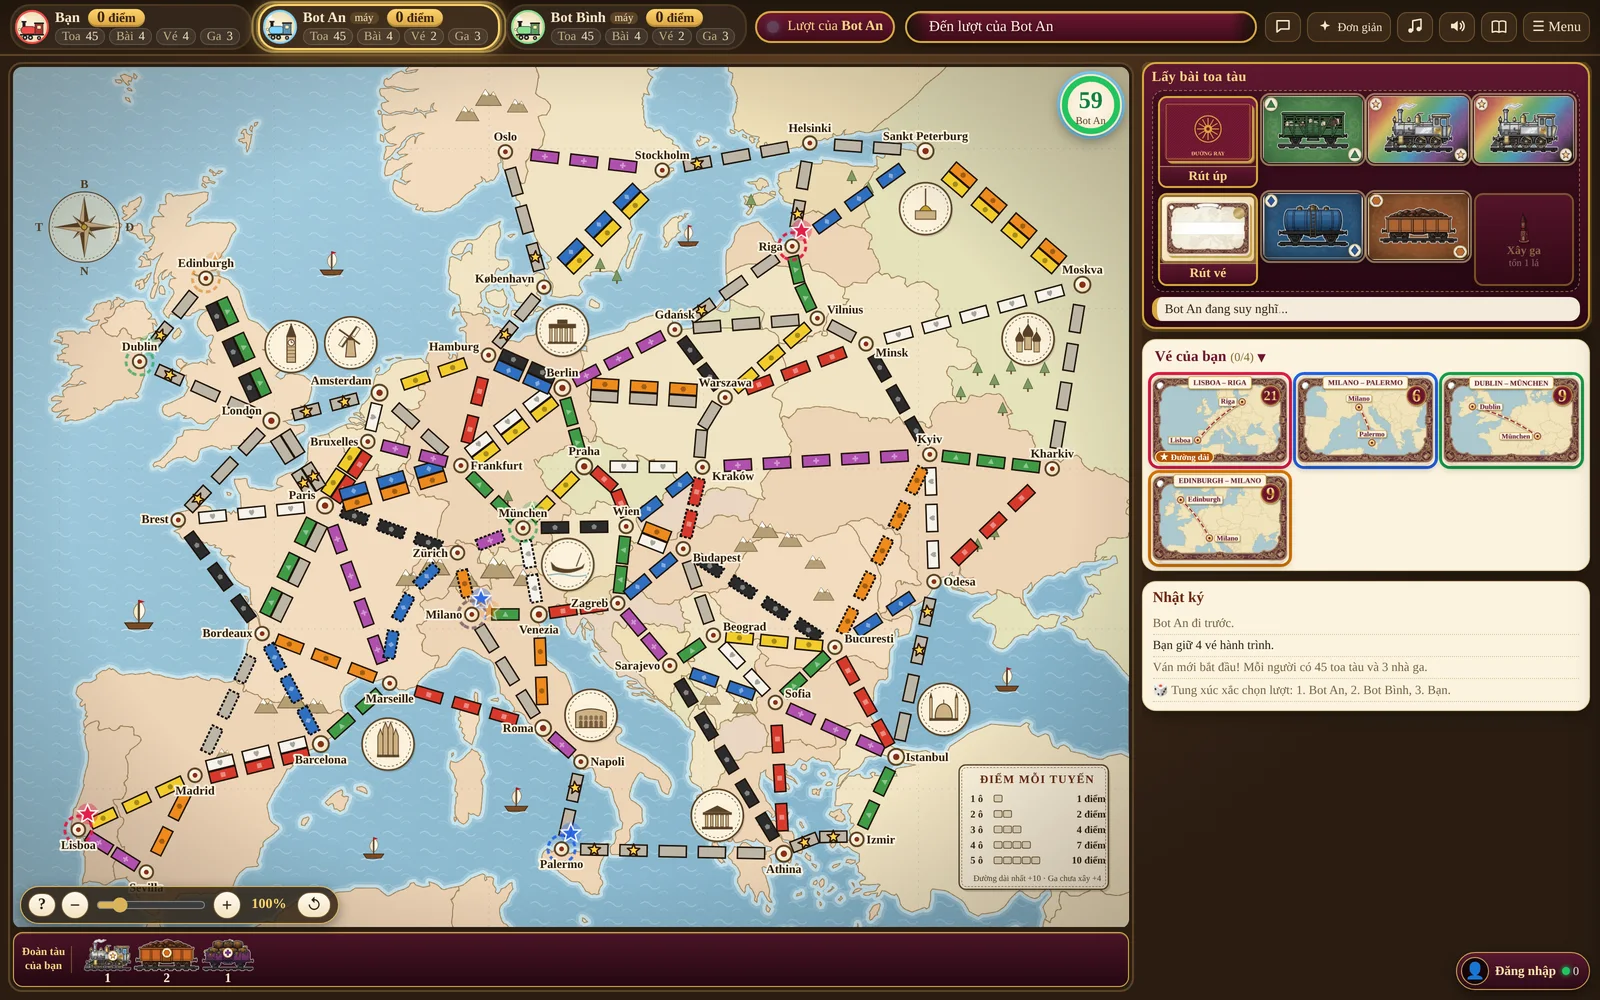 Bạn 0 điểm
Toa 45 Bài 4 Vé 4 Ga 3
Bot An máy 0 điểm
Toa 45 Bài 4 Vé 2 Ga 3
Bot Bình máy 0 điểm
Toa 45 Bài 4 Vé 2 Ga 3
Lượt của Bot An
Đến lượt của Bot An
Đơn giản
Menu
59
Bot An
B
T
D
N
Oslo
Stockholm
Helsinki
Sankt Peterburg
Edinburgh
Riga
Moskva
København
Gdańsk
Vilnius
Dublin
Hamburg
Minsk
Amsterdam
Berlin
Warszawa
London
Bruxelles
Praha
Kyiv
Kharkiv
Frankfurt
Kraków
Paris
Brest
München
Wien
Zürich
Budapest
Odesa
Milano
Zagreb
Venezia
Bordeaux
Beograd
Bucuresti
Sarajevo
Marseille
Sofia
Roma
Istanbul
Barcelona
Napoli
Madrid
Lisboa
Izmir
Palermo
Athina
Sevilla
ĐIỂM MỖI TUYẾN
1 ô 1 điểm
2 ô 2 điểm
3 ô 4 điểm
4 ô 7 điểm
5 ô 10 điểm
Đường dài nhất +10 · Ga chưa xây +4
?
−
+
100%
Đoàn tàu
của bạn
1
2
1
Lấy bài toa tàu
ĐƯỜNG RAY
Rút úp
Rút vé
Xây ga
tốn 1 lá
Bot An đang suy nghĩ...
Vé của bạn (0/4) ▼
LISBOA – RIGA
21
Riga
Lisboa
★ Đường dài
MILANO – PALERMO
6
Milano
Palermo
DUBLIN – MÜNCHEN
9
Dublin
München
EDINBURGH – MILANO
9
Edinburgh
Milano
Nhật ký
Bot An đi trước.
Bạn giữ 4 vé hành trình.
Ván mới bắt đầu! Mỗi người có 45 toa tàu và 3 nhà ga.
🎲 Tung xúc xắc chọn lượt: 1. Bot An, 2. Bot Bình, 3. Bạn.
Đăng nhập 0